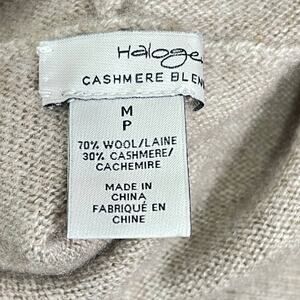 Haloge
CASHMERE BLEN
M
P
70% WOOL/LAINE
30% CASHMERE/
CACHEMIRE
MADE IN
CHINA
FABRIQUÉ EN
CHINE